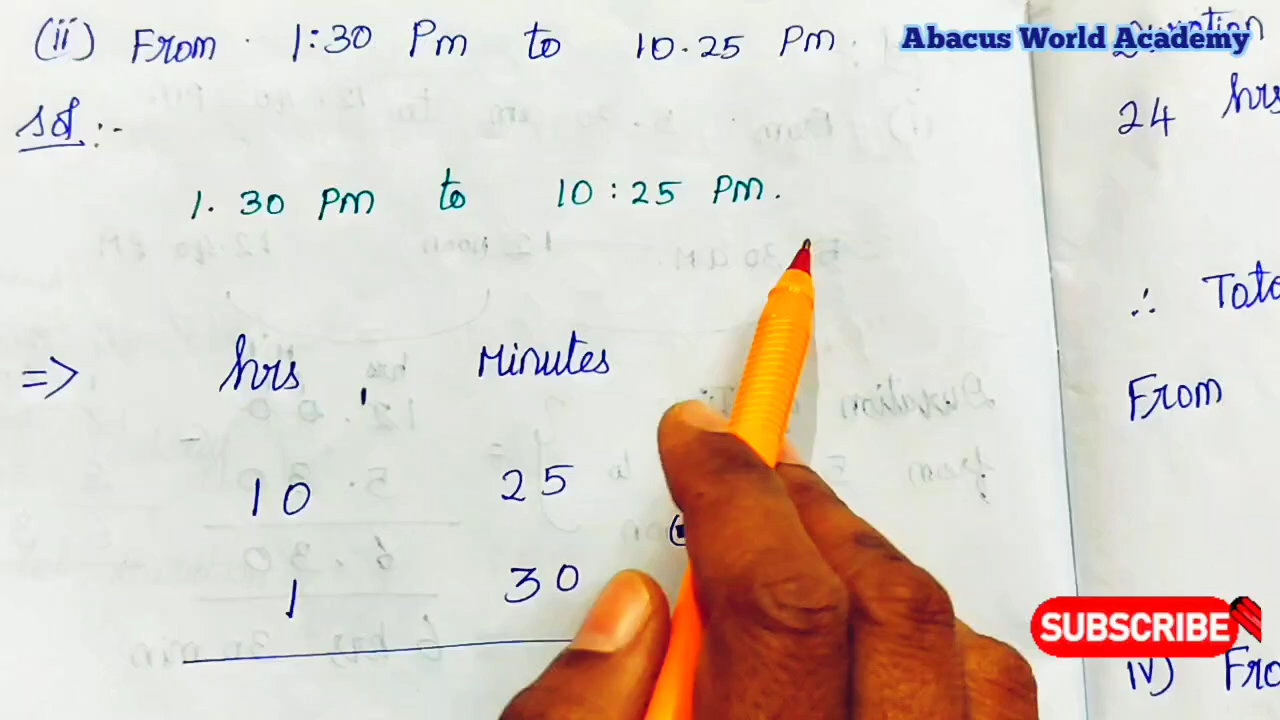 (ii) From 1:30 Pm to 10.25 Pm
Abacus World Academy
Sol:-
24 hrs
1.30 PM to 10:25 PM.
=> hrs , Minutes
∴ Tota
From
10 25
1 30
SUBSCRIBE
iv) Fro